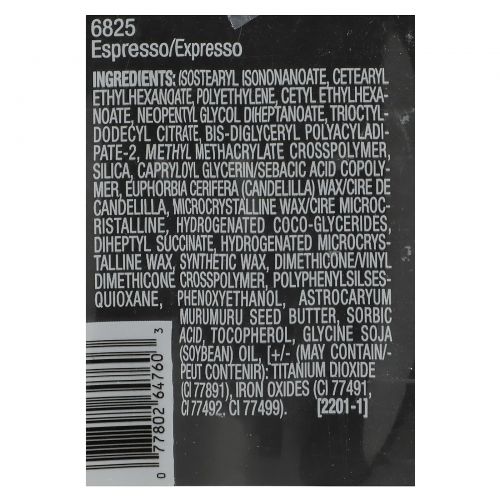 6825
Espresso/Expresso
INGREDIENTS: ISOSTEARYL ISONONANOATE, CETEARYL
ETHYLHEXANOATE, POLYETHYLENE, CETYL ETHYLHEXA-
NOATE, NEOPENTYL GLYCOL DIHEPTANOATE, TRIOCTYL-
DODECYL CITRATE, BIS-DIGLYCERYL POLYACYLADI-
PATE-2, METHYL METHACRYLATE CROSSPOLYMER,
SILICA, CAPRYLOYL GLYCERIN/SEBACIC ACID COPOLY-
MER, EUPHORBIA CERIFERA (CANDELILLA) WAX/CIRE DE
CANDELILLA, MICROCRYSTALLINE WAX/CIRE MICRO-
CRISTALLINE, HYDROGENATED COCO-GLYCERIDES,
DIHEPTYL SUCCINATE, HYDROGENATED MICROCRYS-
TALLINE WAX, SYNTHETIC WAX, DIMETHICONE/VINYL
DIMETHICONE CROSSPOLYMER, POLYPHENYLSILSES-
QUIOXANE, PHENOXYETHANOL, ASTROCARYUM
MURUMURU SEED BUTTER, SORBIC
ACID, TOCOPHEROL, GLYCINE SOJA
(SOYBEAN) OIL, [+/- (MAY CONTAIN/
PEUT CONTENIR): TITANIUM DIOXIDE
(CI 77891), IRON OXIDES (CI 77491,
CI 77492, CI 77499). [2201-1]
0 77802 64760 3